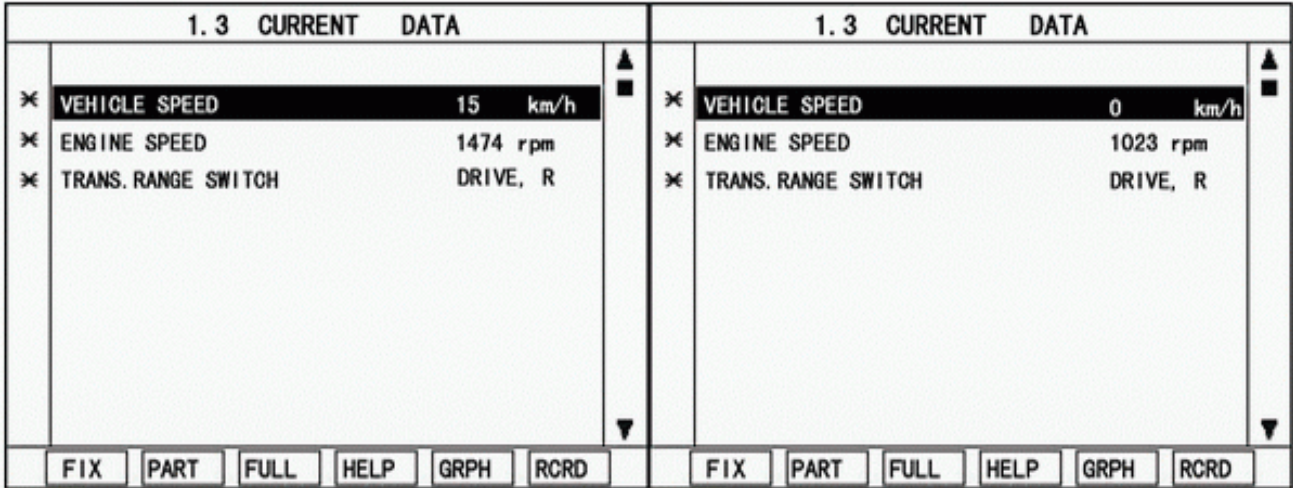 1.3 CURRENT DATA
* VEHICLE SPEED 15 km/h
* ENGINE SPEED 1474 rpm
* TRANS.RANGE SWITCH DRIVE, R
FIX PART FULL HELP GRPH RCRD
1.3 CURRENT DATA
* VEHICLE SPEED 0 km/h
* ENGINE SPEED 1023 rpm
* TRANS.RANGE SWITCH DRIVE, R
FIX PART FULL HELP GRPH RCRD